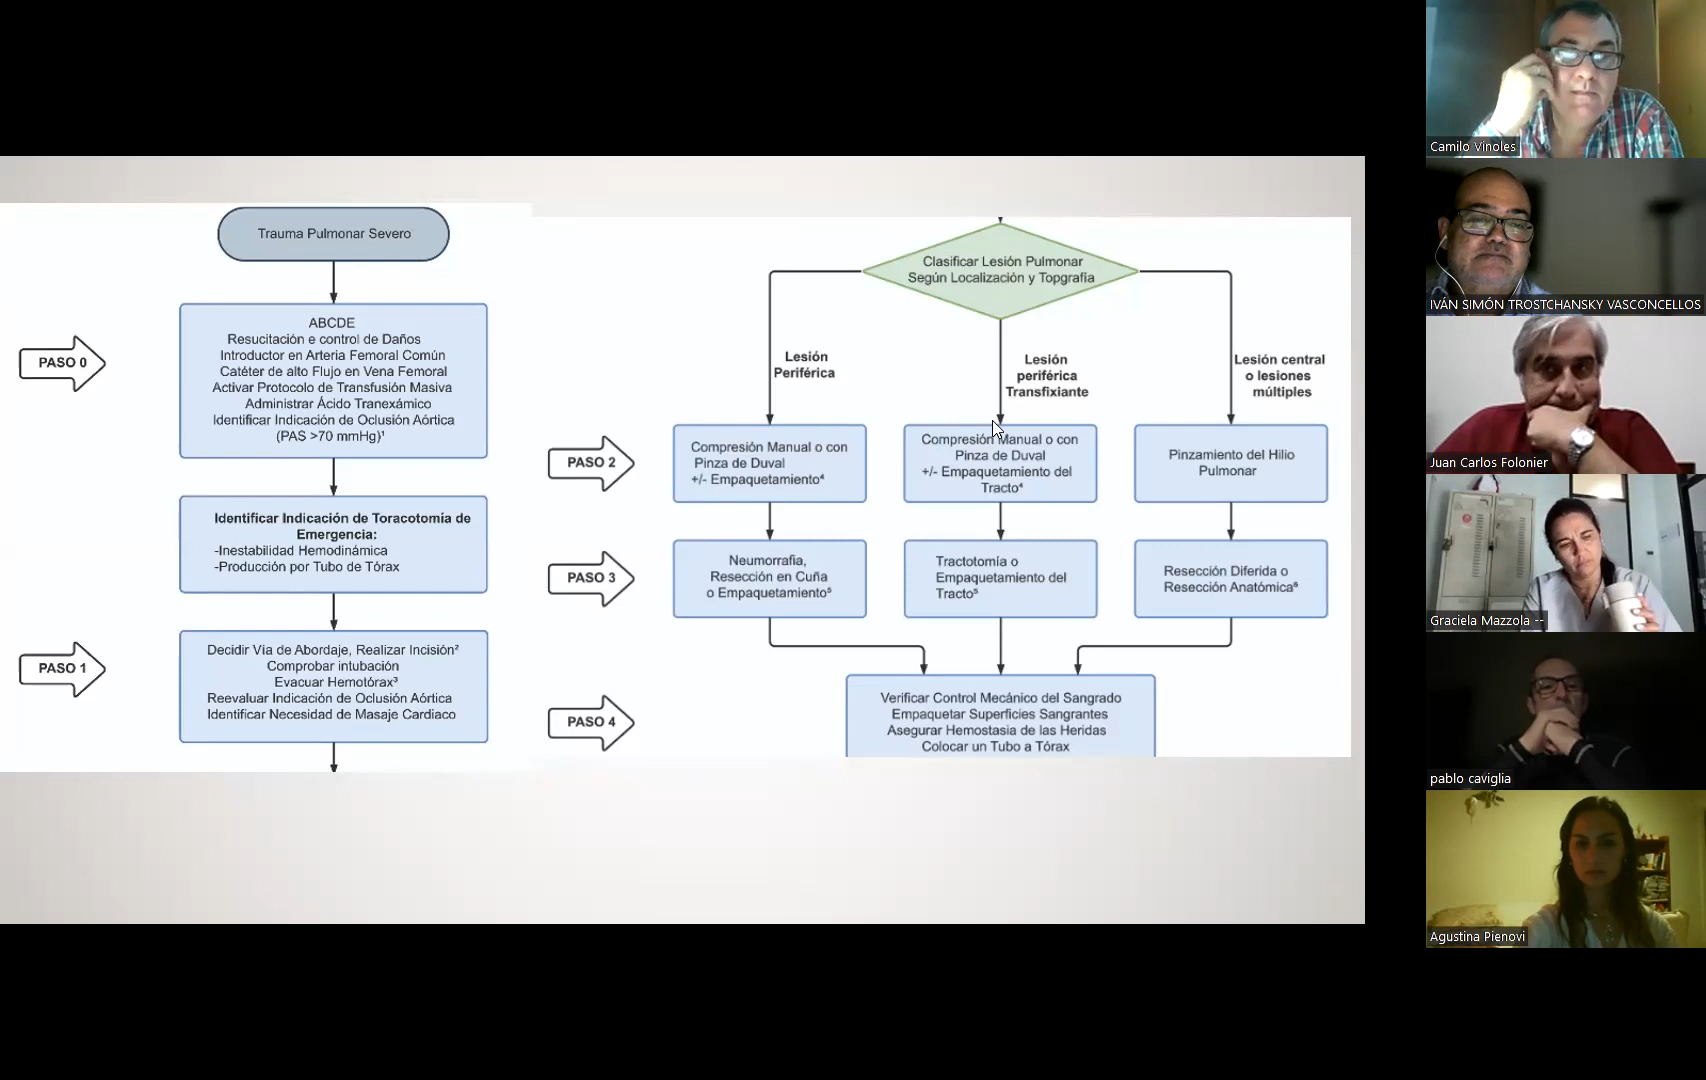 Trauma Pulmonar Severo
PASO 0
ABCDE
Resucitación e control de Daños
Introductor en Arteria Femoral Común
Catéter de alto Flujo en Vena Femoral
Activar Protocolo de Transfusión Masiva
Administrar Ácido Tranexámico
Identificar Indicación de Oclusión Aórtica
(PAS >70 mmHg)¹
Identificar Indicación de Toracotomía de
Emergencia:
-Inestabilidad Hemodinámica
-Producción por Tubo de Tórax
PASO 1
Decidir Vía de Abordaje, Realizar Incisión²
Comprobar intubación
Evacuar Hemotórax³
Reevaluar Indicación de Oclusión Aórtica
Identificar Necesidad de Masaje Cardiaco
Clasificar Lesión Pulmonar
Según Localización y Topgrafía
Lesión
Periférica
Lesión
periférica
Transfixiante
Lesión central
o lesiones
múltiples
PASO 2
Compresión Manual o con
Pinza de Duval
+/- Empaquetamiento⁴
Compresión Manual o con
Pinza de Duval
+/- Empaquetamiento del
Tracto⁴
Pinzamiento del Hilio
Pulmonar
PASO 3
Neumorrafia,
Resección en Cuña
o Empaquetamiento⁵
Tractotomía o
Empaquetamiento del
Tracto⁵
Resección Diferida o
Resección Anatómica⁶
PASO 4
Verificar Control Mecánico del Sangrado
Empaquetar Superficies Sangrantes
Asegurar Hemostasia de las Heridas
Colocar un Tubo a Tórax
Camilo Vinoles
IVÁN SIMÓN TROSTCHANSKY VASCONCELLOS
Juan Carlos Folonier
Graciela Mazzola --
pablo caviglia
Agustina Pienovi